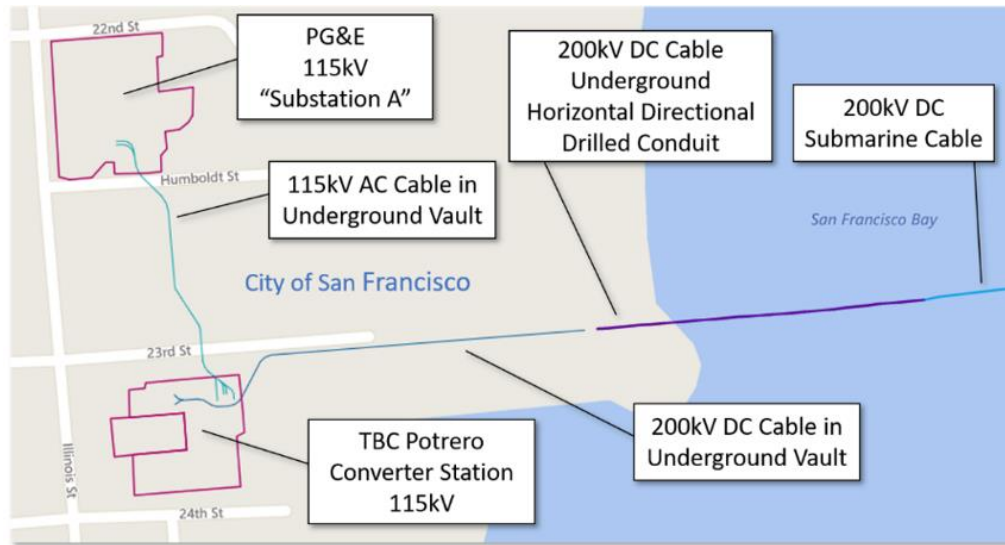 22nd St
PG&E
115kV
“Substation A”
200kV DC Cable
Underground
Horizontal Directional
Drilled Conduit
200kV DC
Submarine Cable
Humboldt St
115kV AC Cable in
Underground Vault
San Francisco Bay
City of San Francisco
23rd St
200kV DC Cable in
Underground Vault
TBC Potrero
Converter Station
115kV
Illinois St
24th St